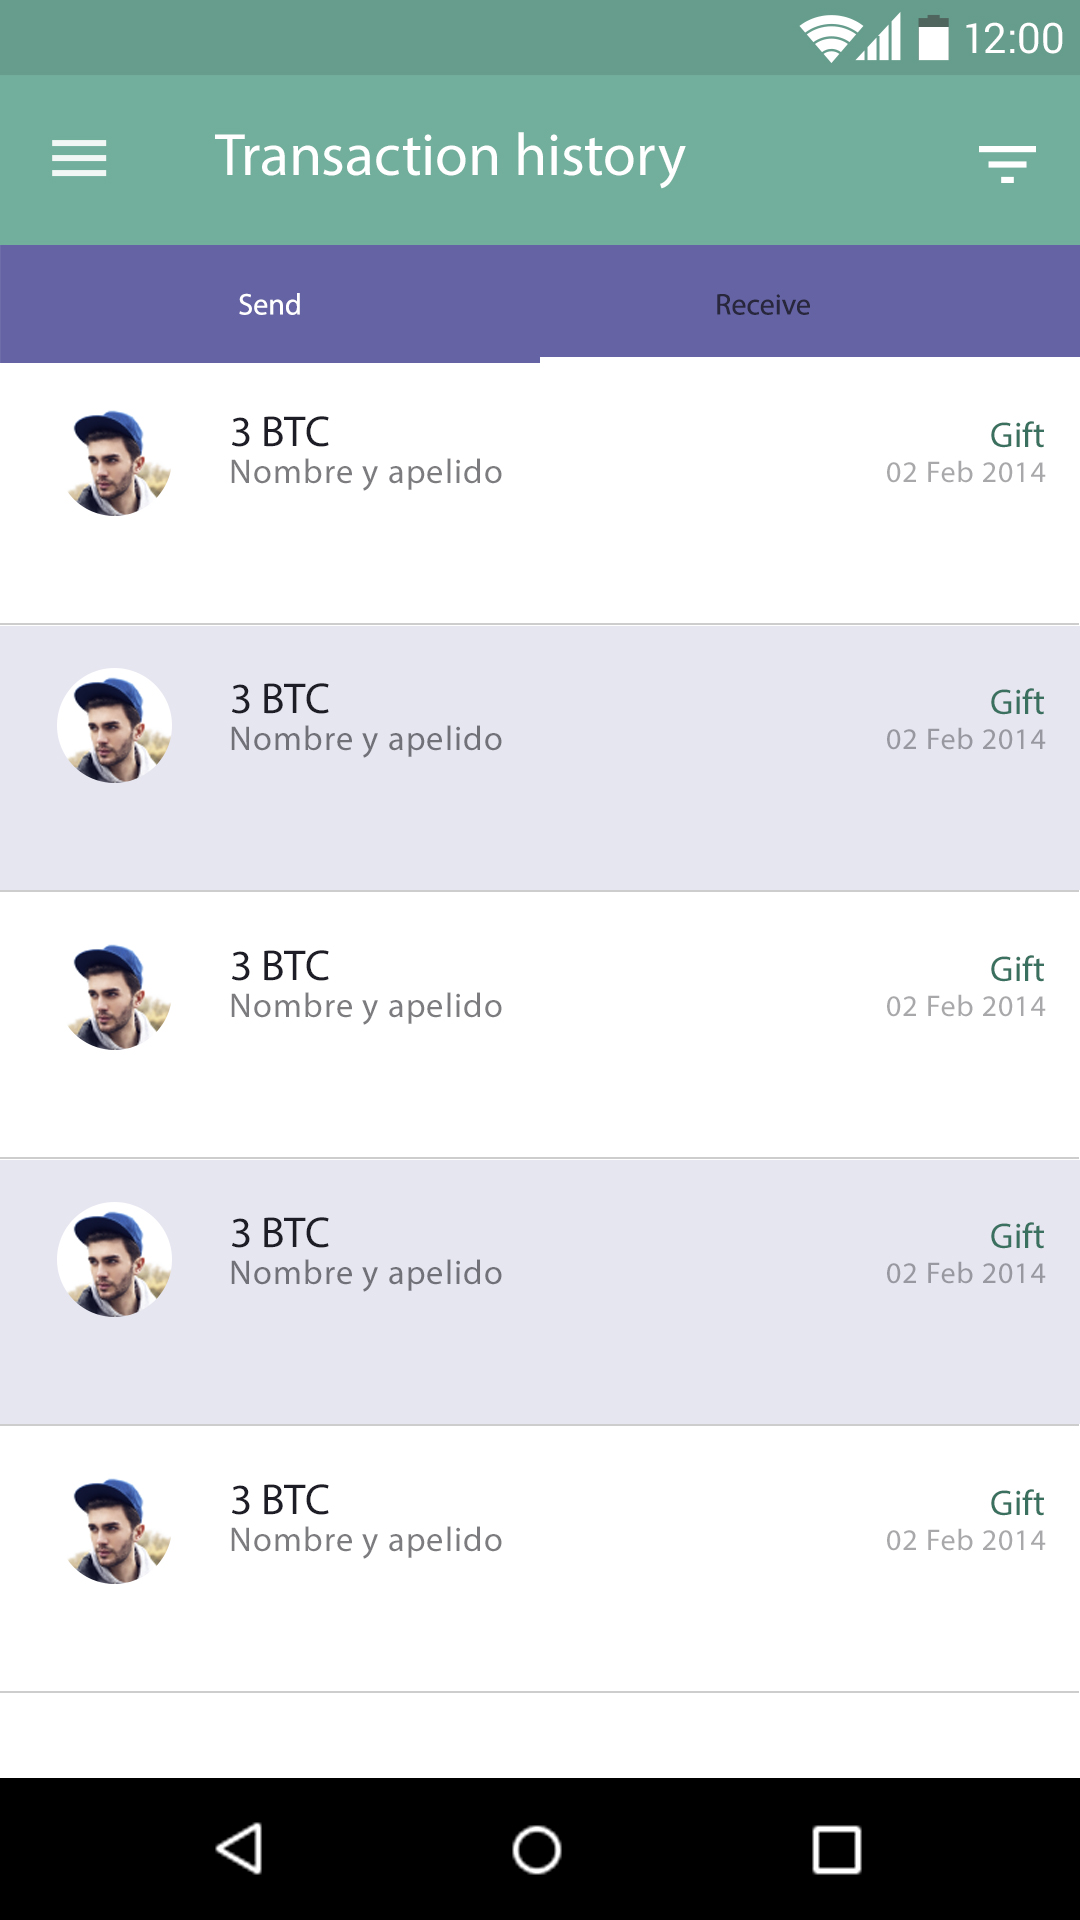 12:00
Transaction history
Send
Receive
3 BTC
Gift
Nombre y apelido
02 Feb 2014
3 BTC
Gift
Nombre y apelido
02 Feb 2014
3 BTC
Gift
Nombre y apelido
02 Feb 2014
3 BTC
Gift
Nombre y apelido
02 Feb 2014
3 BTC
Gift
Nombre y apelido
02 Feb 2014